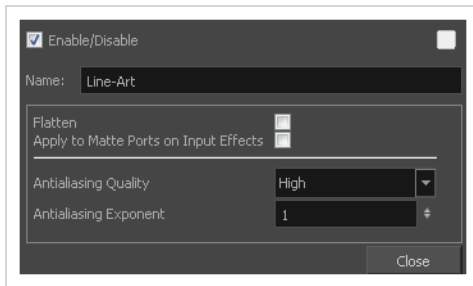 Enable/Disable
Name: Line-Art
Flatten
Apply to Matte Ports on Input Effects
Antialiasing Quality High
Antialiasing Exponent 1
Close